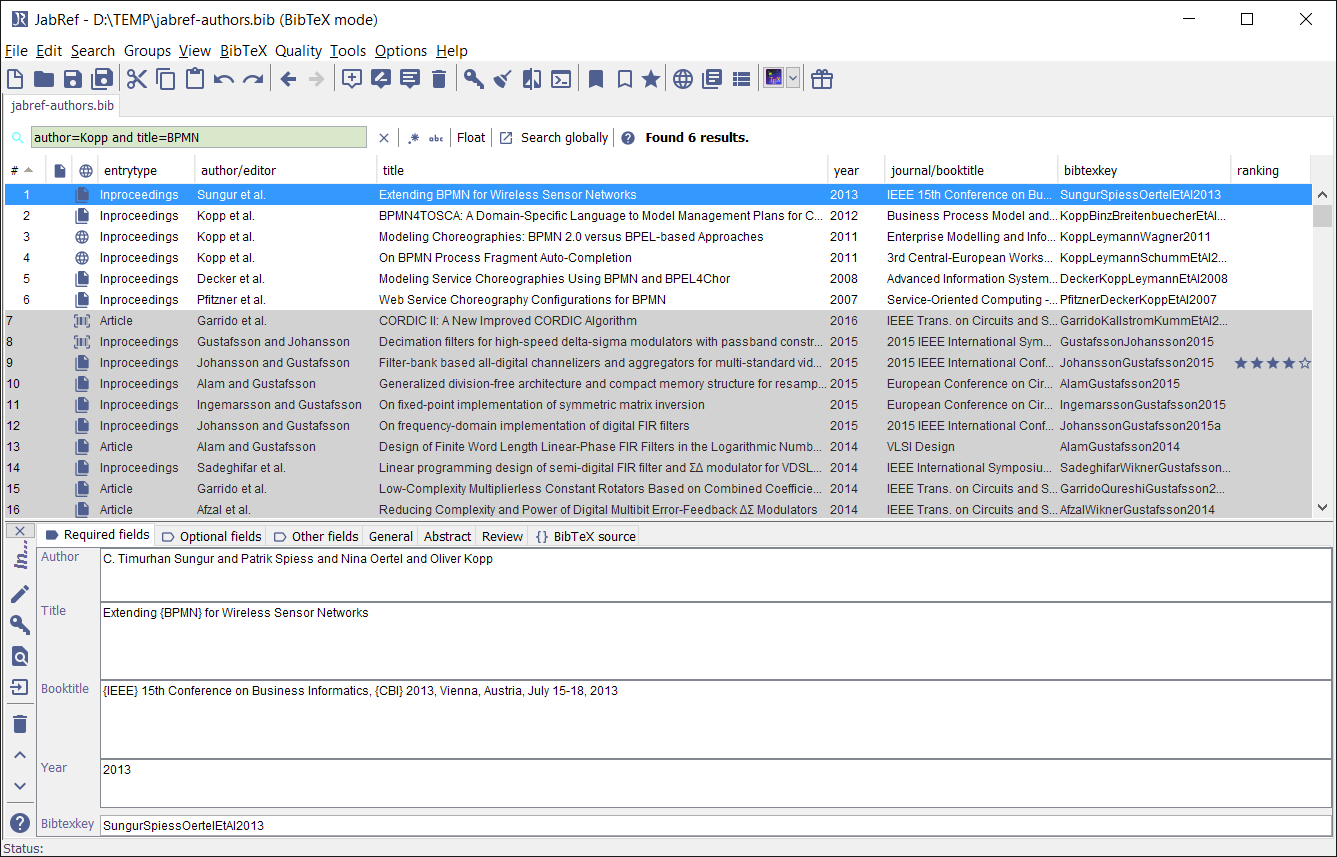 JabRef - D:\TEMP\jabref-authors.bib (BibTeX mode)
File Edit Search Groups View BibTeX Quality Tools Options Help
jabref-authors.bib
author=Kopp and title=BPMN .* abc Float Search globally Found 6 results.
# entrytype author/editor title year journal/booktitle bibtexkey ranking
1 Inproceedings Sungur et al. Extending BPMN for Wireless Sensor Networks 2013 IEEE 15th Conference on Bu... SungurSpiessOertelEtAl2013
2 Inproceedings Kopp et al. BPMN4TOSCA: A Domain-Specific Language to Model Management Plans for C... 2012 Business Process Model and... KoppBinzBreitenbuecherEtAl...
3 Inproceedings Kopp et al. Modeling Choreographies: BPMN 2.0 versus BPEL-based Approaches 2011 Enterprise Modelling and Info... KoppLeymannWagner2011
4 Inproceedings Kopp et al. On BPMN Process Fragment Auto-Completion 2011 3rd Central-European Works... KoppLeymannSchummEtAl2...
5 Inproceedings Decker et al. Modeling Service Choreographies Using BPMN and BPEL4Chor 2008 Advanced Information System... DeckerKoppLeymannEtAl2008
6 Inproceedings Pfitzner et al. Web Service Choreography Configurations for BPMN 2007 Service-Oriented Computing -... PfitznerDeckerKoppEtAl2007
7 Article Garrido et al. CORDIC II: A New Improved CORDIC Algorithm 2016 IEEE Trans. on Circuits and S... GarridoKallstromKummEtAl2...
8 Inproceedings Gustafsson and Johansson Decimation filters for high-speed delta-sigma modulators with passband constr... 2015 2015 IEEE International Sym... GustafssonJohansson2015
9 Inproceedings Johansson and Gustafsson Filter-bank based all-digital channelizers and aggregators for multi-standard vid... 2015 2015 IEEE International Conf... JohanssonGustafsson2015
10 Inproceedings Alam and Gustafsson Generalized division-free architecture and compact memory structure for resamp... 2015 European Conference on Cir... AlamGustafsson2015
11 Inproceedings Ingemarsson and Gustafsson On fixed-point implementation of symmetric matrix inversion 2015 European Conference on Cir... IngemarssonGustafsson2015
12 Inproceedings Johansson and Gustafsson On frequency-domain implementation of digital FIR filters 2015 2015 IEEE International Conf... JohanssonGustafsson2015a
13 Article Alam and Gustafsson Design of Finite Word Length Linear-Phase FIR Filters in the Logarithmic Numb... 2014 VLSI Design AlamGustafsson2014
14 Inproceedings Sadeghifar et al. Linear programming design of semi-digital FIR filter and ΣΔ modulator for VDSL... 2014 IEEE International Symposiu... SadeghifarWiknerGustafsson...
15 Article Garrido et al. Low-Complexity Multiplierless Constant Rotators Based on Combined Coefficie... 2014 IEEE Trans. on Circuits and S... GarridoQureshiGustafsson2...
16 Article Afzal et al. Reducing Complexity and Power of Digital Multibit Error-Feedback ΔΣ Modulators 2014 IEEE Trans. on Circuits and S... AfzalWiknerGustafsson2014
Required fields Optional fields Other fields General Abstract Review {} BibTeX source
Author C. Timurhan Sungur and Patrik Spiess and Nina Oertel and Oliver Kopp
Title Extending {BPMN} for Wireless Sensor Networks
Booktitle {IEEE} 15th Conference on Business Informatics, {CBI} 2013, Vienna, Austria, July 15-18, 2013
Year 2013
Bibtexkey SungurSpiessOertelEtAl2013
Status: